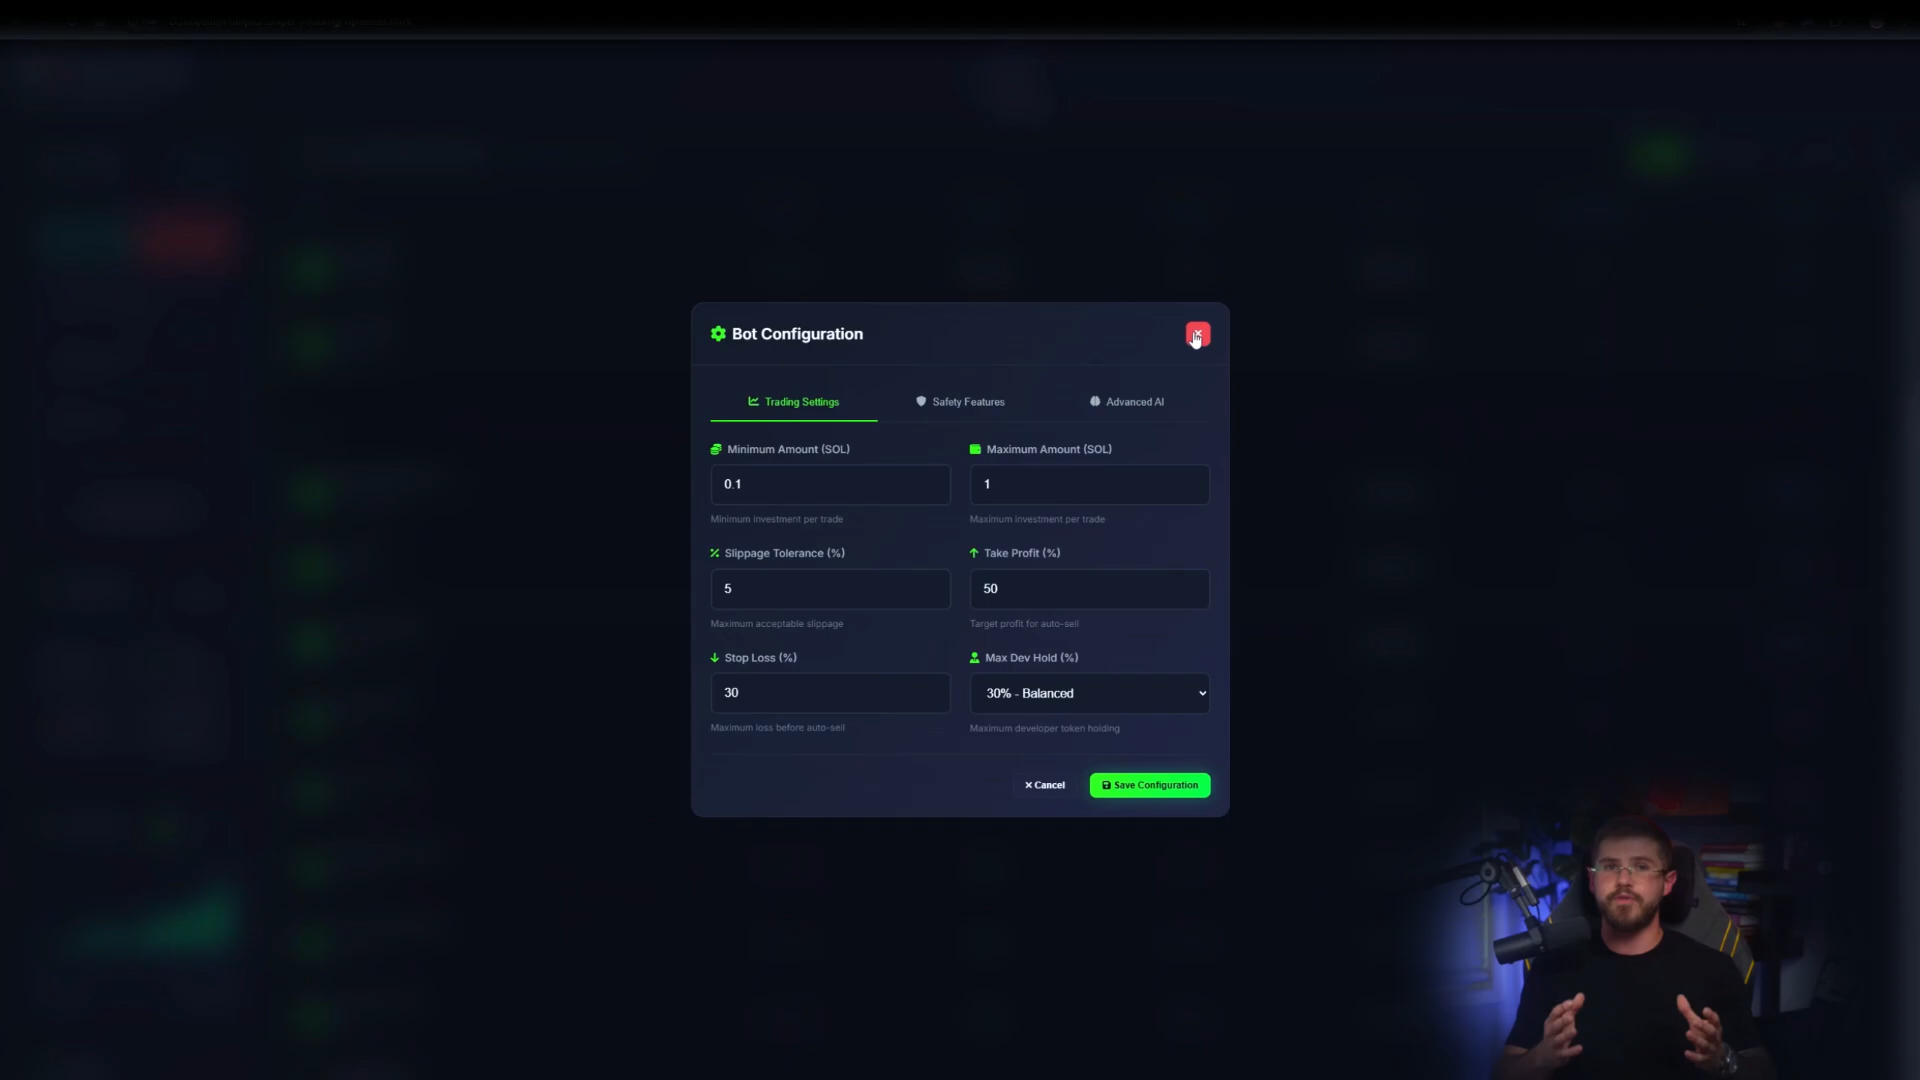 Bot Configuration
Trading Settings
Safety Features
Advanced AI
Minimum Amount (SOL)
Maximum Amount (SOL)
0.1
1
Minimum investment per trade
Maximum investment per trade
Slippage Tolerance (%)
Take Profit (%)
5
50
Maximum acceptable slippage
Target profit for auto-sell
Stop Loss (%)
Max Dev Hold (%)
30
30% - Balanced
Maximum loss before auto-sell
Maximum developer token holding
Cancel
Save Configuration